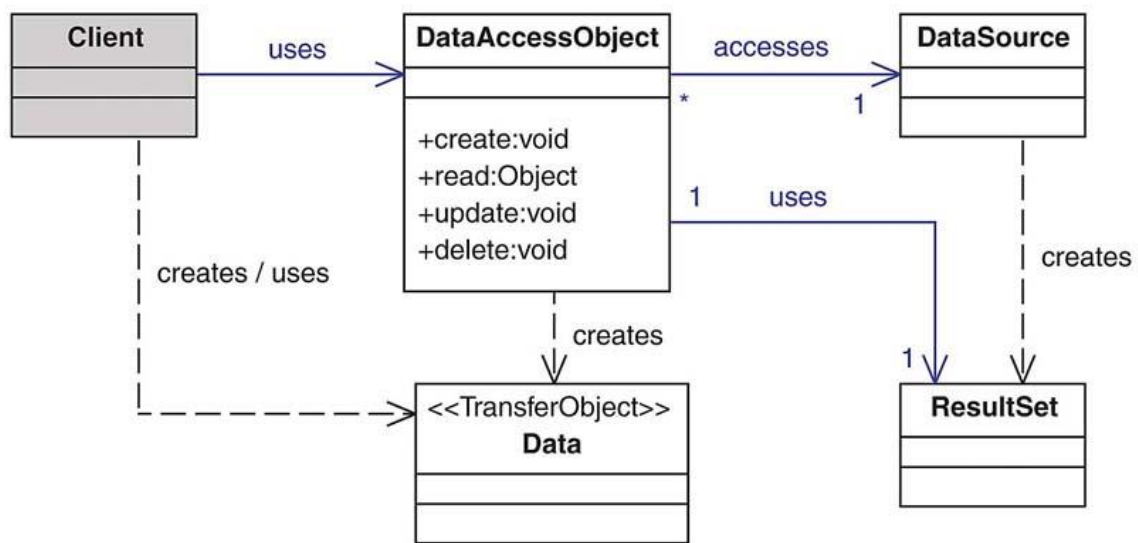 Client
uses
DataAccessObject
accesses
DataSource
*
1
+create:void
+read:Object
+update:void
+delete:void
1
uses
creates / uses
creates
creates
1
<<TransferObject>>
Data
ResultSet